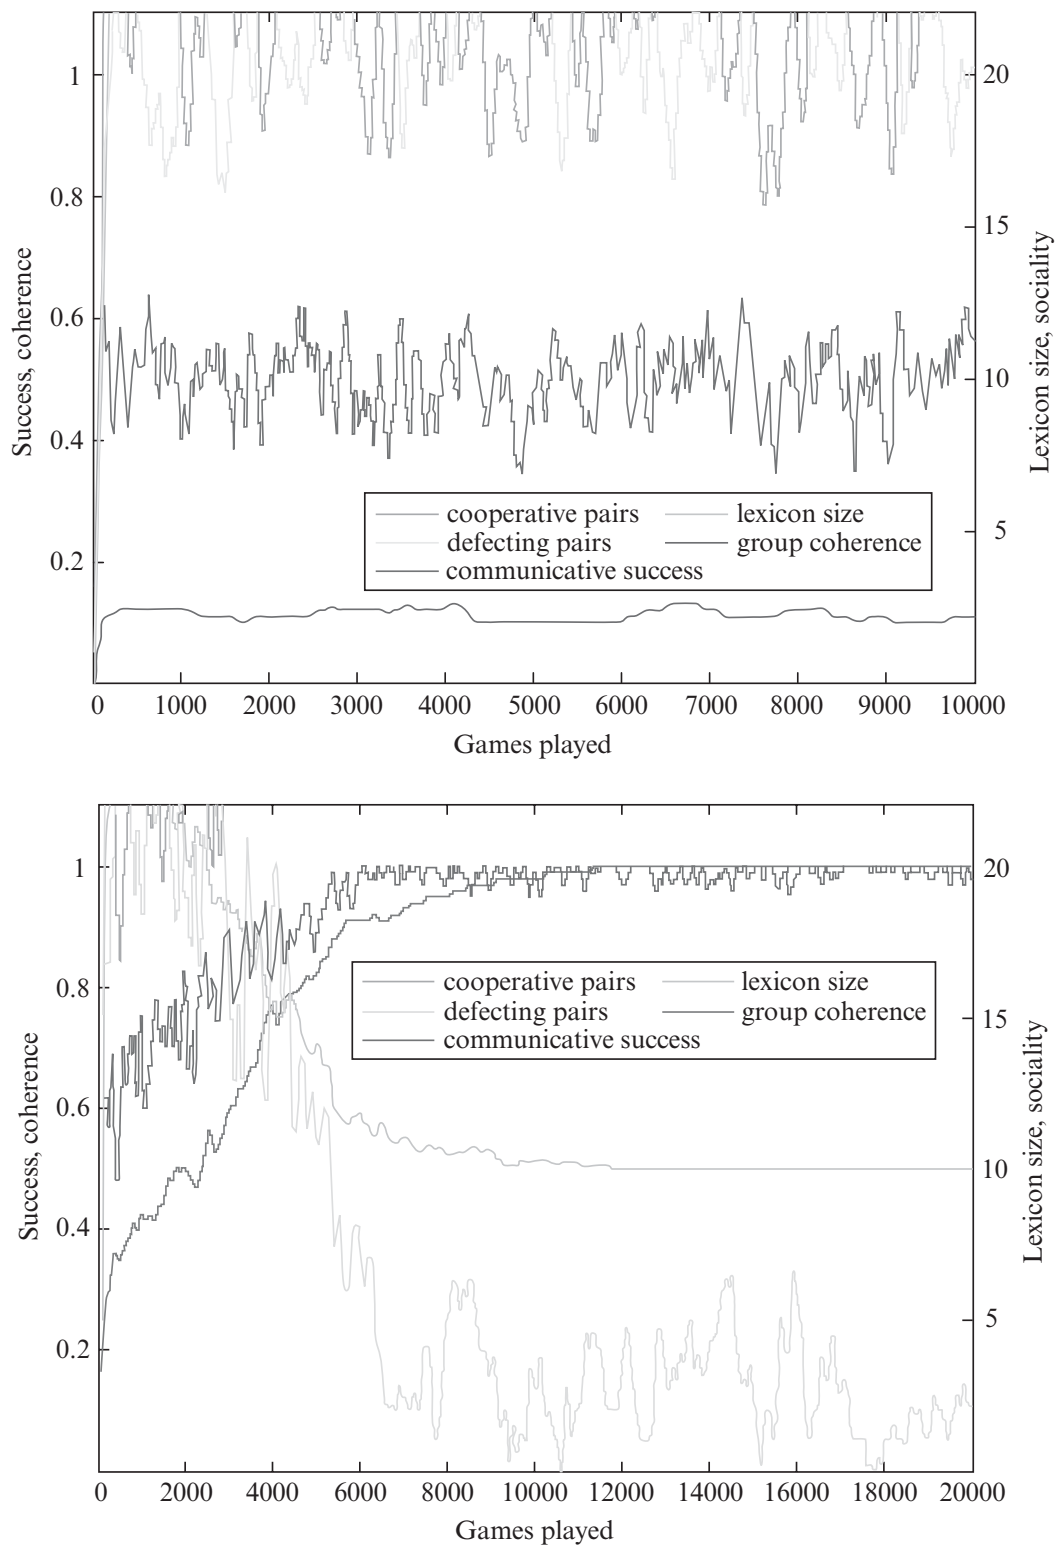 1
0.8
0.6
0.4
0.2
Success, coherence
20
15
10
5
Lexicon size, sociality
cooperative pairs
defecting pairs
communicative success
lexicon size
group coherence
0 1000 2000 3000 4000 5000 6000 7000 8000 9000 10000
Games played
1
0.8
0.6
0.4
0.2
Success, coherence
20
15
10
5
Lexicon size, sociality
cooperative pairs
defecting pairs
communicative success
lexicon size
group coherence
0 2000 4000 6000 8000 10000 12000 14000 16000 18000 20000
Games played